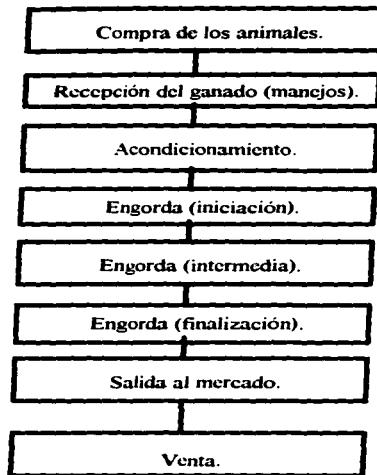 Compra de los animales.
Recepción del ganado (manejos).
Acondicionamiento.
Engorda (iniciación).
Engorda (intermedia).
Engorda (finalización).
Salida al mercado.
Venta.